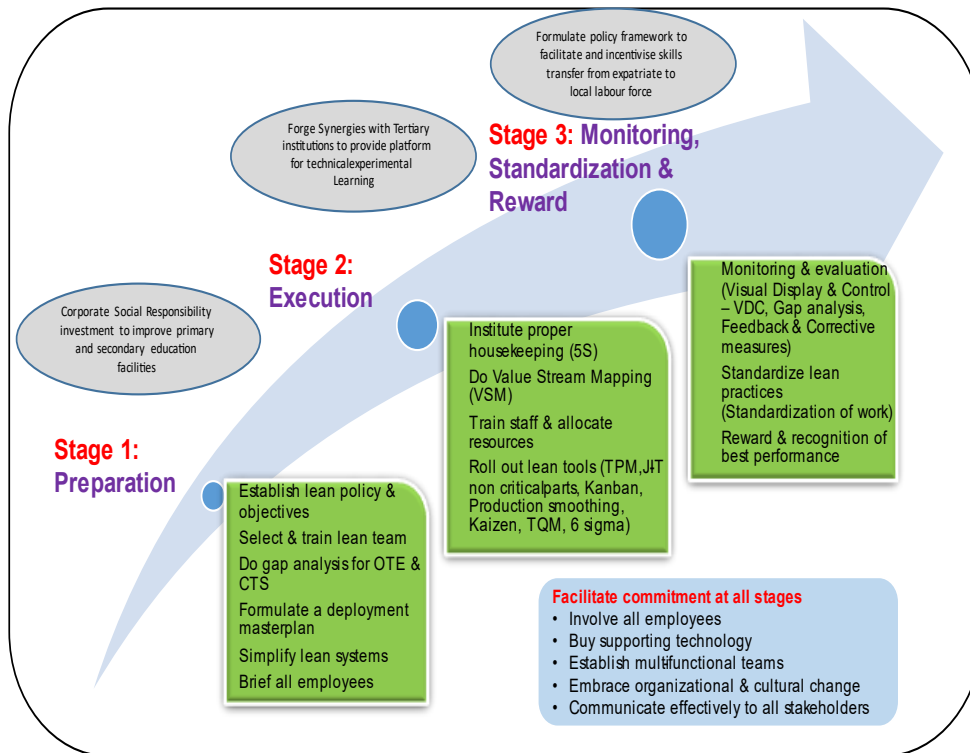 Formulate policy framework to
facilitate and incentivise skills
transfer from expatriate to
local labour force
Forge Synergies with Tertiary
institutions to provide platform
for technicalexperimental
Learning
Stage 3: Monitoring,
Standardization &
Reward
Stage 2:
Execution
Corporate Social Responsibility
investment to improve primary
and secondary education
facilities
Stage 1:
Preparation
Establish lean policy &
objectives
Select & train lean team
Do gap analysis for OTE &
CTS
Formulate a deployment
masterplan
Simplify lean systems
Brief all employees
Institute proper
housekeeping (5S)
Do Value Stream Mapping
(VSM)
Train staff & allocate
resources
Roll out lean tools (TPM,JIT
non criticalparts, Kanban,
Production smoothing,
Kaizen, TQM, 6 sigma)
Monitoring & evaluation
(Visual Display & Control
– VDC, Gap analysis,
Feedback & Corrective
measures)
Standardize lean
practices
(Standardization of work)
Reward & recognition of
best performance
Facilitate commitment at all stages
• Involve all employees
• Buy supporting technology
• Establish multifunctional teams
• Embrace organizational & cultural change
• Communicate effectively to all stakeholders